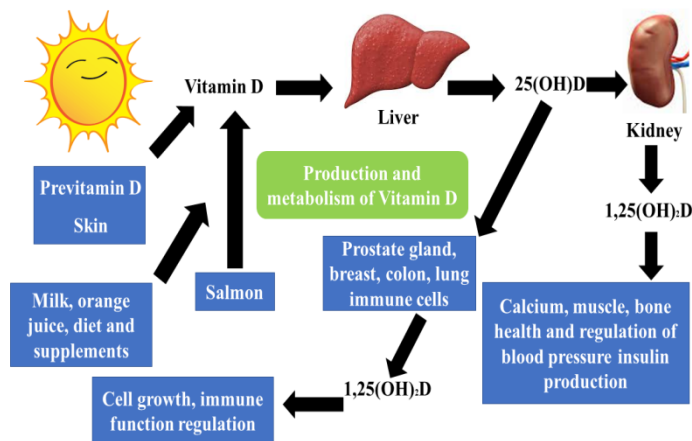 Vitamin D
Liver
25(OH)D
Kidney
Previtamin D
Skin
Production and
metabolism of Vitamin D
1,25(OH)₂D
Milk, orange
juice, diet and
supplements
Salmon
Prostate gland,
breast, colon, lung
immune cells
Calcium, muscle, bone
health and regulation of
blood pressure insulin
production
1,25(OH)₂D
Cell growth, immune
function regulation